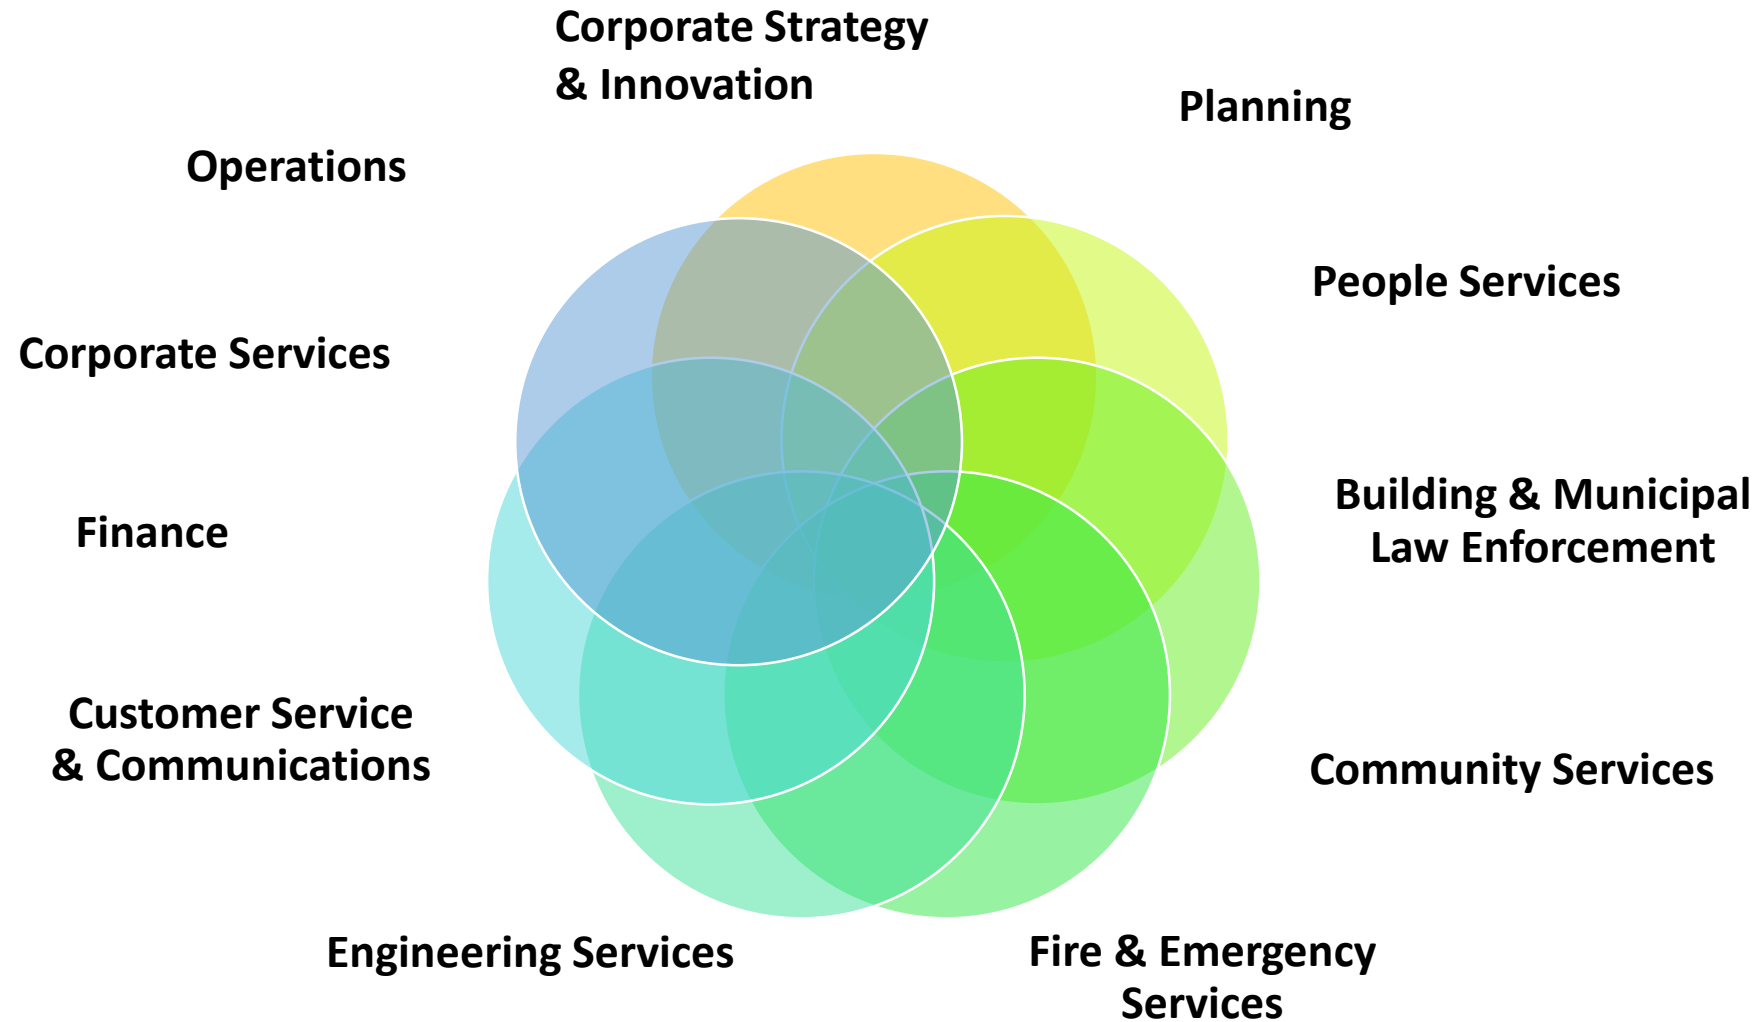 Corporate Strategy
& Innovation
Planning
Operations
People Services
Corporate Services
Building & Municipal
Law Enforcement
Finance
Customer Service
& Communications
Community Services
Engineering Services
Fire & Emergency
Services